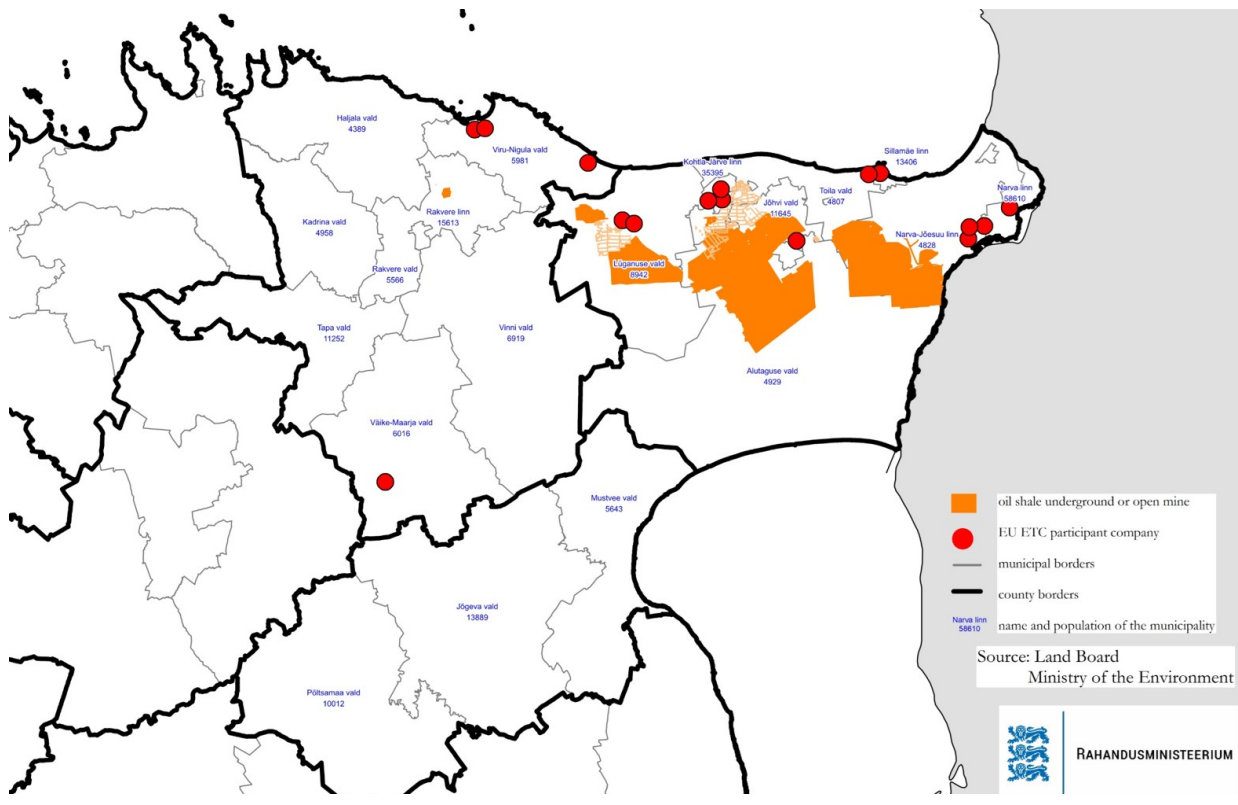 Haljala vald
4389
Viru-Nigula vald
5981
Kohtla-Järve linn
35395
Sillamäe linn
13406
Toila vald
4807
Narva linn
58610
Kadrina vald
4958
Rakvere linn
15613
Jõhvi vald
11645
Narva-Jõesuu linn
4828
Rakvere vald
5566
Lüganuse vald
8942
Tapa vald
11252
Vinni vald
6919
Alutaguse vald
4929
Väike-Maarja vald
6016
Mustvee vald
5643
Jõgeva vald
13889
Põltsamaa vald
10012
oil shale underground or open mine
EU ETC participant company
municipal borders
county borders
Narva linn
58610
name and population of the municipality
Source: Land Board
Ministry of the Environment
RAHANDUSMINISTEERIUM